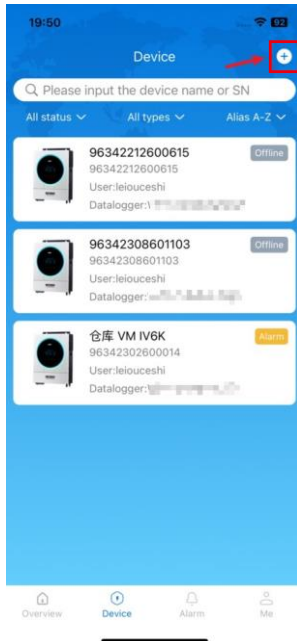 19:50
92
Device
Please input the device name or SN
All status
All types
Alias A-Z
96342212600615
Offline
96342212600615
User:leiouceshi
Datalogger:
96342308601103
Offline
96342308601103
User:leiouceshi
Datalogger:
仓库 VM IV6K
Alarm
96342302600014
User:leiouceshi
Datalogger:
Overview
Device
Alarm
Me